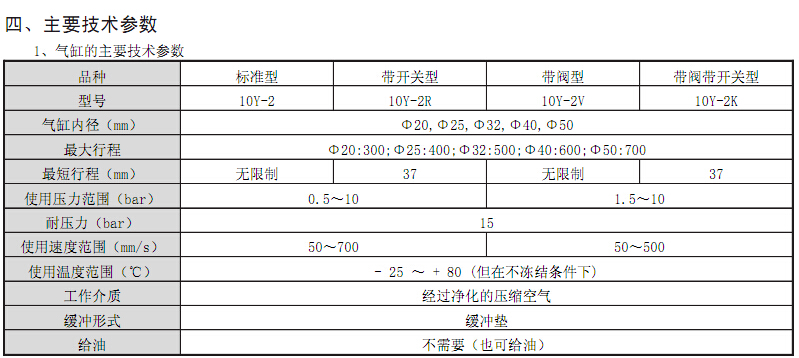 四、主要技术参数
1、气缸的主要技术参数
品种 标准型 带开关型 带阀型 带阀带开关型
型号 10Y-2 10Y-2R 10Y-2V 10Y-2K
气缸内径（mm） Φ20,Φ25,Φ32,Φ40,Φ50
最大行程 Φ20:300;Φ25:400;Φ32:500;Φ40:600;Φ50:700
最短行程（mm） 无限制 37 无限制 37
使用压力范围（bar） 0.5～10 1.5～10
耐压力（bar） 15
使用速度范围（mm/s） 50～700 50～500
使用温度范围（℃） - 25 ～ + 80 (但在不冻结条件下)
工作介质 经过净化的压缩空气
缓冲形式 缓冲垫
给油 不需要（也可给油）